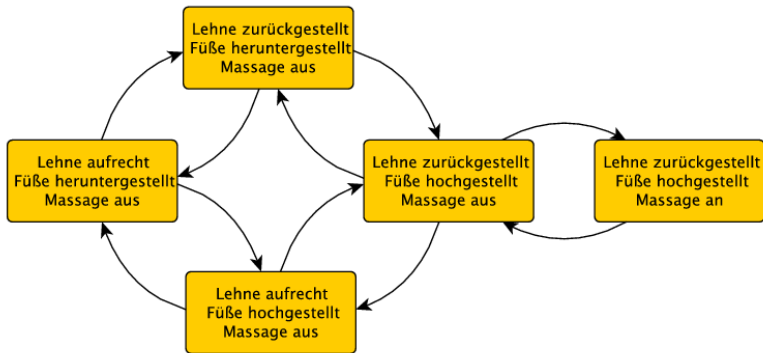 Lehne zurückgestellt
Füße heruntergestellt
Massage aus
Lehne aufrecht
Füße heruntergestellt
Massage aus
Lehne zurückgestellt
Füße hochgestellt
Massage aus
Lehne zurückgestellt
Füße hochgestellt
Massage an
Lehne aufrecht
Füße hochgestellt
Massage aus